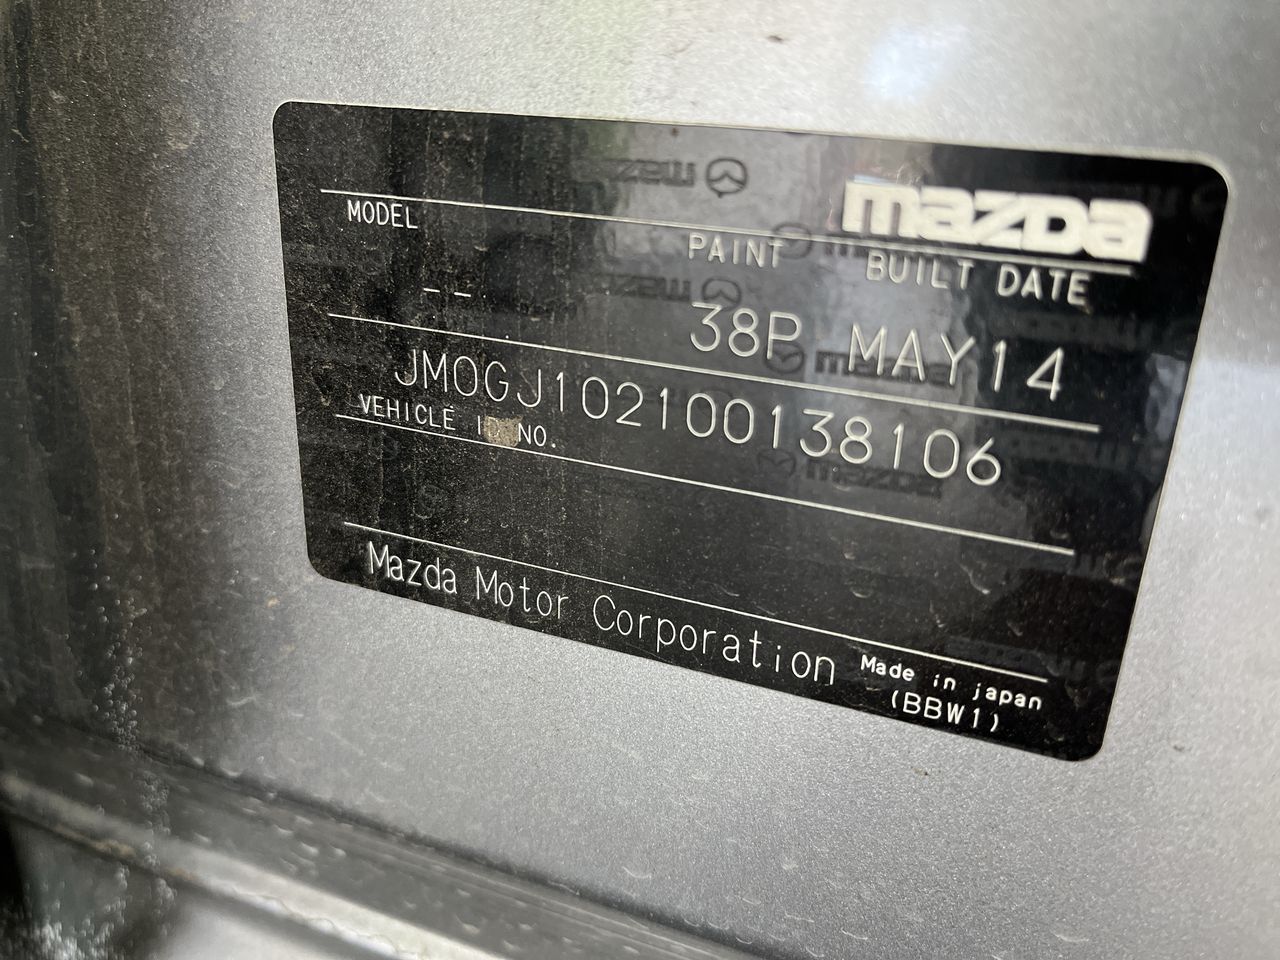 mazda
MODEL PAINT BUILT DATE
-- 38P MAY14
JM0GJ102100138106
VEHICLE ID NO.
Mazda Motor Corporation Made in japan
(BBW1)